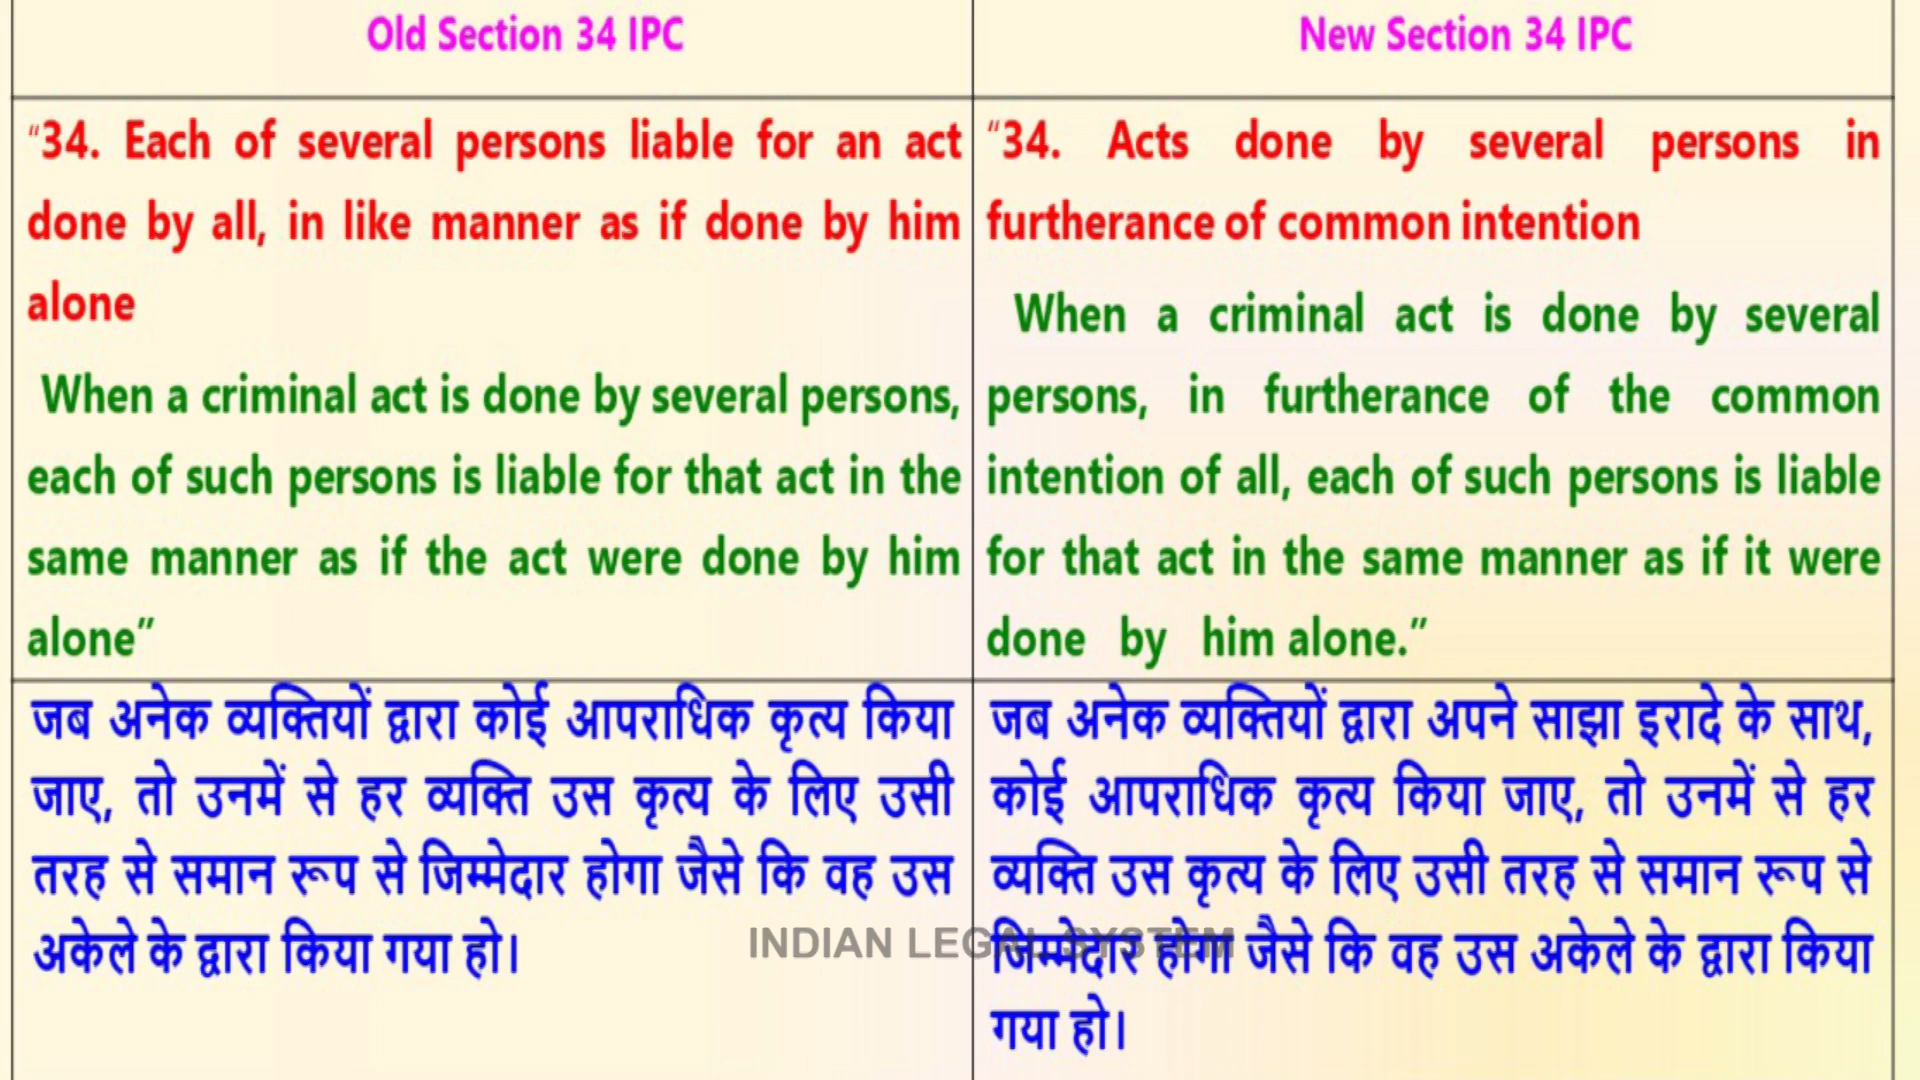 Old Section 34 IPC
“34. Each of several persons liable for an act
done by all, in like manner as if done by him
alone
When a criminal act is done by several persons,
each of such persons is liable for that act in the
same manner as if the act were done by him
alone”
जब अनेक व्यक्तियों द्वारा कोई आपराधिक कृत्य किया
जाए, तो उनमें से हर व्यक्ति उस कृत्य के लिए उसी
तरह से समान रूप से जिम्मेदार होगा जैसे कि वह उस
अकेले के द्वारा किया गया हो।
New Section 34 IPC
“34. Acts done by several persons in
furtherance of common intention
When a criminal act is done by several
persons, in furtherance of the common
intention of all, each of such persons is liable
for that act in the same manner as if it were
done by him alone.”
जब अनेक व्यक्तियों द्वारा अपने साझा इरादे के साथ,
कोई आपराधिक कृत्य किया जाए, तो उनमें से हर
व्यक्ति उस कृत्य के लिए उसी तरह से समान रूप से
जिम्मेदार होगा जैसे कि वह उस अकेले के द्वारा किया
गया हो।
INDIAN LEGAL SYSTEM